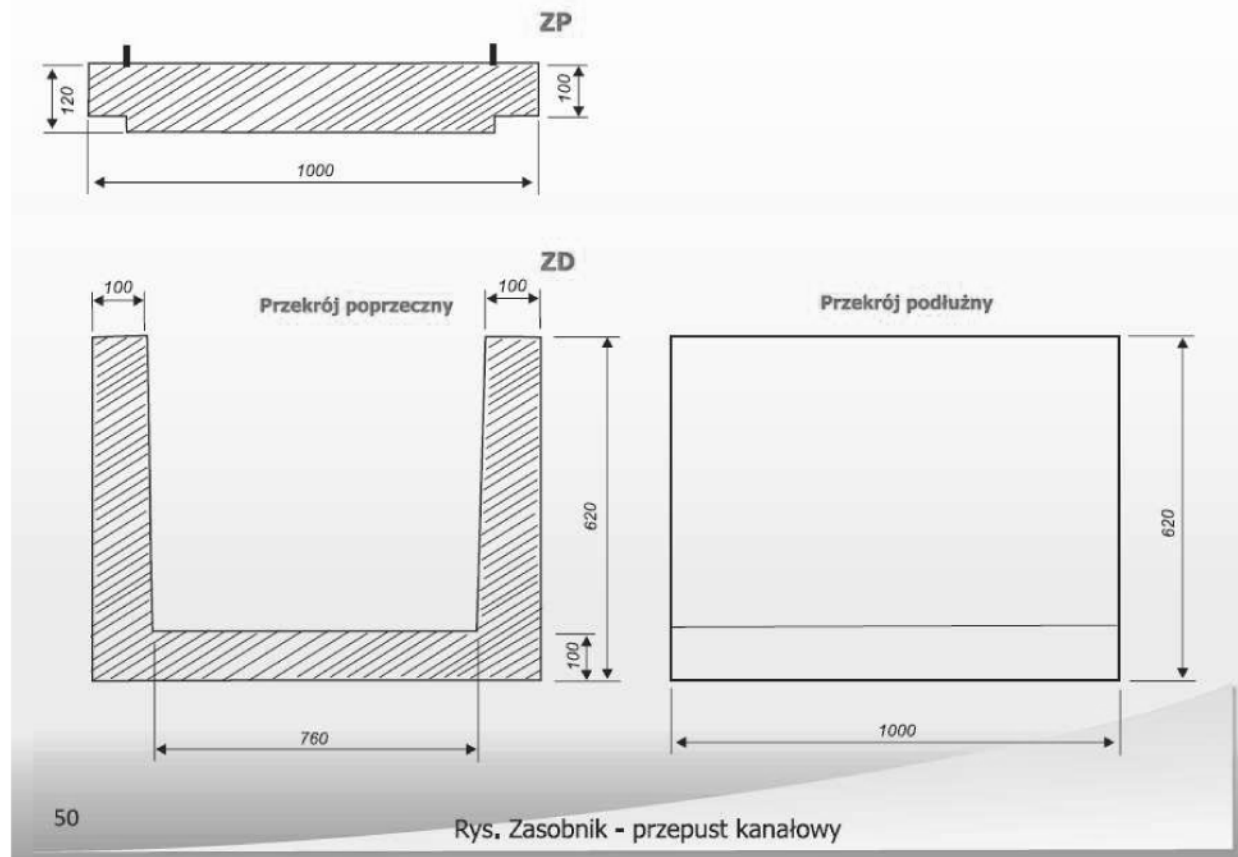 ZP
120
100
1000
ZD
100
Przekrój poprzeczny
100
Przekrój podłużny
620
620
100
760
1000
50
Rys. Zasobnik - przepust kanałowy